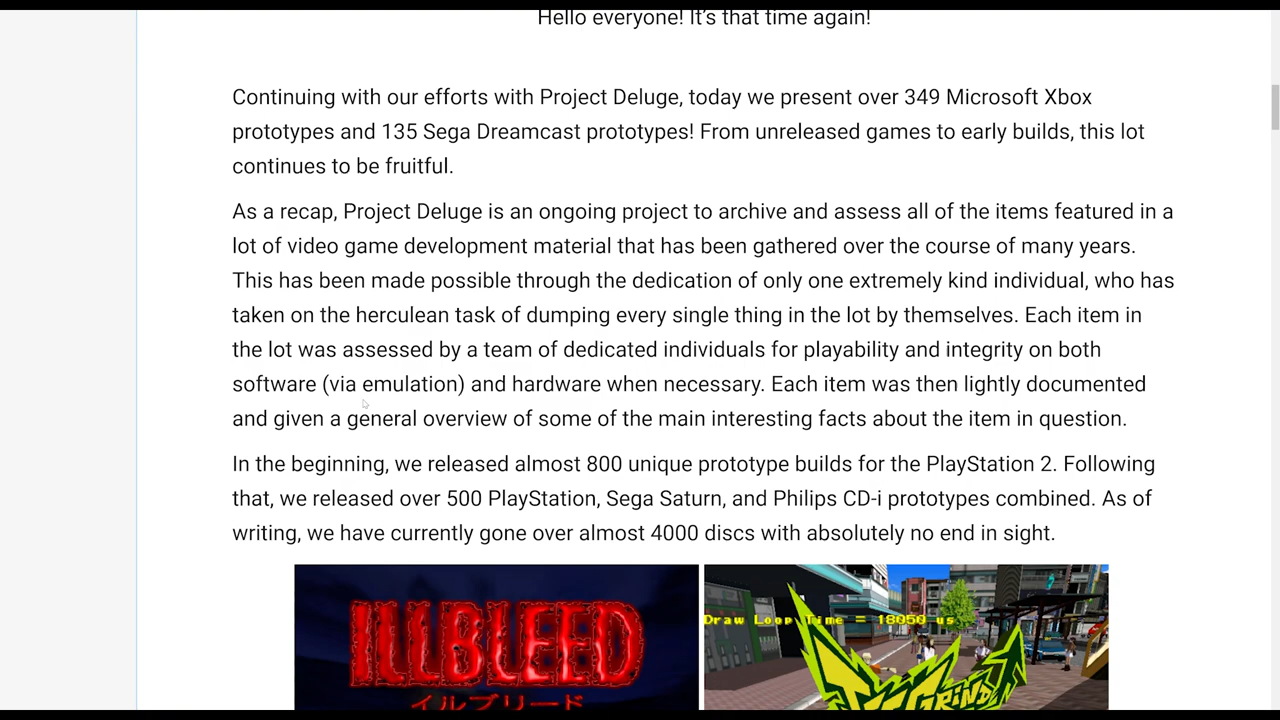 Hello everyone! It's that time again!
Continuing with our efforts with Project Deluge, today we present over 349 Microsoft Xbox
prototypes and 135 Sega Dreamcast prototypes! From unreleased games to early builds, this lot
continues to be fruitful.
As a recap, Project Deluge is an ongoing project to archive and assess all of the items featured in a
lot of video game development material that has been gathered over the course of many years.
This has been made possible through the dedication of only one extremely kind individual, who has
taken on the herculean task of dumping every single thing in the lot by themselves. Each item in
the lot was assessed by a team of dedicated individuals for playability and integrity on both
software (via emulation) and hardware when necessary. Each item was then lightly documented
and given a general overview of some of the main interesting facts about the item in question.
In the beginning, we released almost 800 unique prototype builds for the PlayStation 2. Following
that, we released over 500 PlayStation, Sega Saturn, and Philips CD-i prototypes combined. As of
writing, we have currently gone over almost 4000 discs with absolutely no end in sight.
ILLBLEED
イルブリード
Draw Loop Time = 18050 us
GRIND